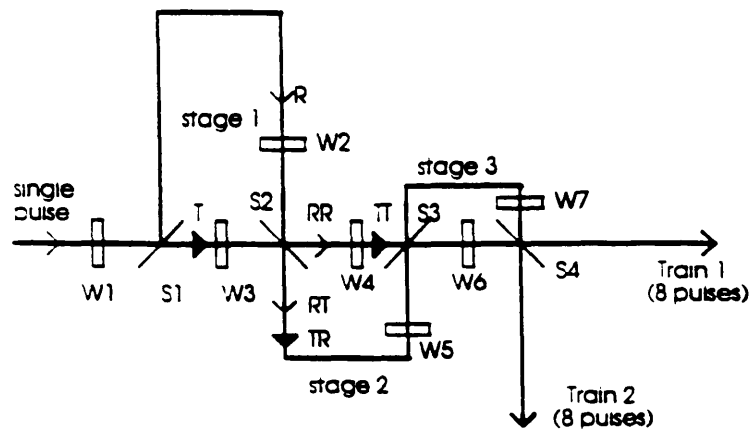 R
stage 1
W2
stage 3
single
pulse
T
S2
RR
TT
S3
W7
W1
S1
W3
W4
W6
S4
RT
TR
W5
stage 2
Train 1
(8 pulses)
Train 2
(8 pulses)